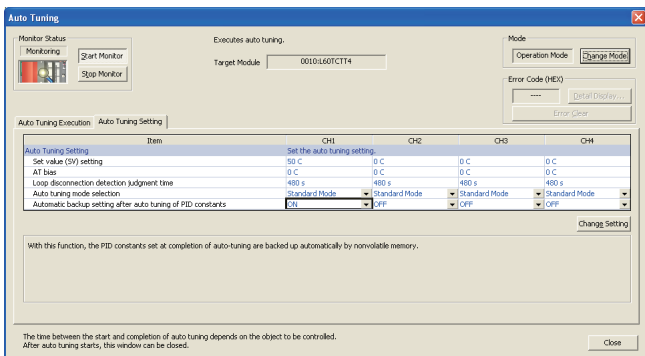 Auto Tuning
Monitor Status
Monitoring
Start Monitor
Stop Monitor
Executes auto tuning.
Target Module 0010:L60TCTT4
Mode
Operation Mode Change Mode
Error Code (HEX)
---- Detail Display...
Error Clear
Auto Tuning Execution Auto Tuning Setting
Item CH1 CH2 CH3 CH4
Auto Tuning Setting Set the auto tuning setting.
Set value (SV) setting 50 C 0 C 0 C 0 C
AT bias 0 C 0 C 0 C 0 C
Loop disconnection detection judgment time 480 s 480 s 480 s 480 s
Auto tuning mode selection Standard Mode Standard Mode Standard Mode Standard Mode
Automatic backup setting after auto tuning of PID constants ON OFF OFF OFF
Change Setting
With this function, the PID constants set at completion of auto-tuning are backed up automatically by nonvolatile memory.
The time between the start and completion of auto tuning depends on the object to be controlled.
After auto tuning starts, this window can be closed.
Close